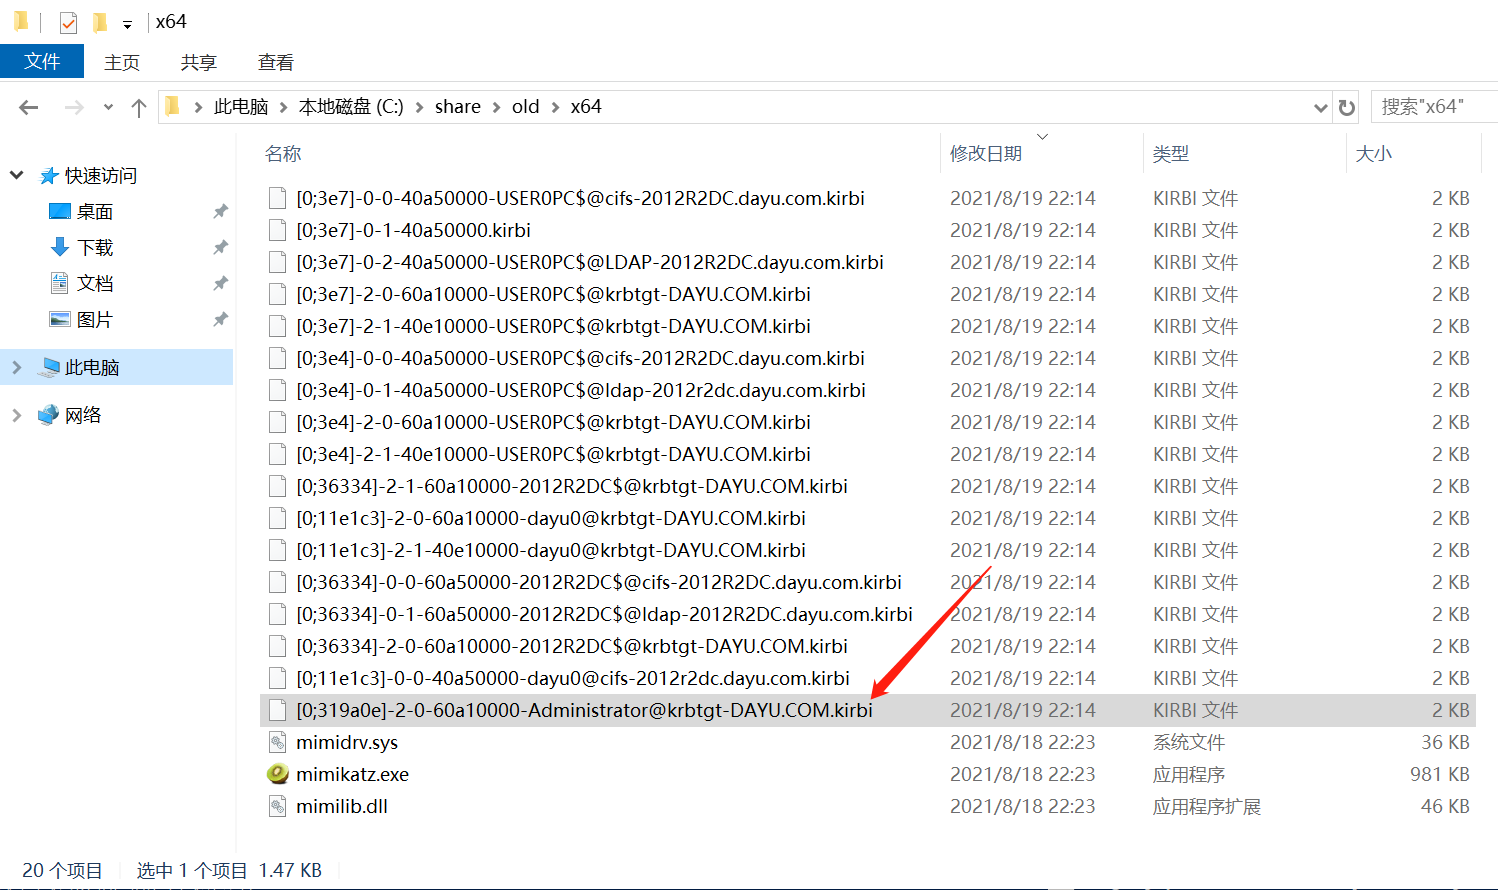 x64
文件 主页 共享 查看
此电脑 本地磁盘 (C:) share old x64 搜索"x64"
快速访问
桌面
下载
文档
图片
此电脑
网络
名称 修改日期 类型 大小
[0;3e7]-0-0-40a50000-USER0PC$@cifs-2012R2DC.dayu.com.kirbi 2021/8/19 22:14 KIRBI 文件 2 KB
[0;3e7]-0-1-40a50000.kirbi 2021/8/19 22:14 KIRBI 文件 2 KB
[0;3e7]-0-2-40a50000-USER0PC$@LDAP-2012R2DC.dayu.com.kirbi 2021/8/19 22:14 KIRBI 文件 2 KB
[0;3e7]-2-0-60a10000-USER0PC$@krbtgt-DAYU.COM.kirbi 2021/8/19 22:14 KIRBI 文件 2 KB
[0;3e7]-2-1-40e10000-USER0PC$@krbtgt-DAYU.COM.kirbi 2021/8/19 22:14 KIRBI 文件 2 KB
[0;3e4]-0-0-40a50000-USER0PC$@cifs-2012R2DC.dayu.com.kirbi 2021/8/19 22:14 KIRBI 文件 2 KB
[0;3e4]-0-1-40a50000-USER0PC$@ldap-2012r2dc.dayu.com.kirbi 2021/8/19 22:14 KIRBI 文件 2 KB
[0;3e4]-2-0-60a10000-USER0PC$@krbtgt-DAYU.COM.kirbi 2021/8/19 22:14 KIRBI 文件 2 KB
[0;3e4]-2-1-40e10000-USER0PC$@krbtgt-DAYU.COM.kirbi 2021/8/19 22:14 KIRBI 文件 2 KB
[0;36334]-2-1-60a10000-2012R2DC$@krbtgt-DAYU.COM.kirbi 2021/8/19 22:14 KIRBI 文件 2 KB
[0;11e1c3]-2-0-60a10000-dayu0@krbtgt-DAYU.COM.kirbi 2021/8/19 22:14 KIRBI 文件 2 KB
[0;11e1c3]-2-1-40e10000-dayu0@krbtgt-DAYU.COM.kirbi 2021/8/19 22:14 KIRBI 文件 2 KB
[0;36334]-0-0-60a50000-2012R2DC$@cifs-2012R2DC.dayu.com.kirbi 2021/8/19 22:14 KIRBI 文件 2 KB
[0;36334]-0-1-60a50000-2012R2DC$@ldap-2012R2DC.dayu.com.kirbi 2021/8/19 22:14 KIRBI 文件 2 KB
[0;36334]-2-0-60a10000-2012R2DC$@krbtgt-DAYU.COM.kirbi 2021/8/19 22:14 KIRBI 文件 2 KB
[0;11e1c3]-0-0-40a50000-dayu0@cifs-2012r2dc.dayu.com.kirbi 2021/8/19 22:14 KIRBI 文件 2 KB
[0;319a0e]-2-0-60a10000-Administrator@krbtgt-DAYU.COM.kirbi 2021/8/19 22:14 KIRBI 文件 2 KB
mimidrv.sys 2021/8/18 22:23 系统文件 36 KB
mimikatz.exe 2021/8/18 22:23 应用程序 981 KB
mimilib.dll 2021/8/18 22:23 应用程序扩展 46 KB
20 个项目 选中 1 个项目 1.47 KB